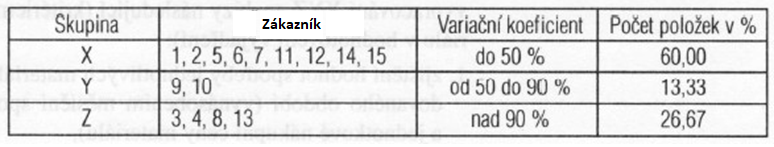 Skupina Zákazník Variační koeficient Počet položek v %
X 1, 2, 5, 6, 7, 11, 12, 14, 15 do 50 % 60,00
Y 9, 10 od 50 do 90 % 13,33
Z 3, 4, 8, 13 nad 90 % 26,67